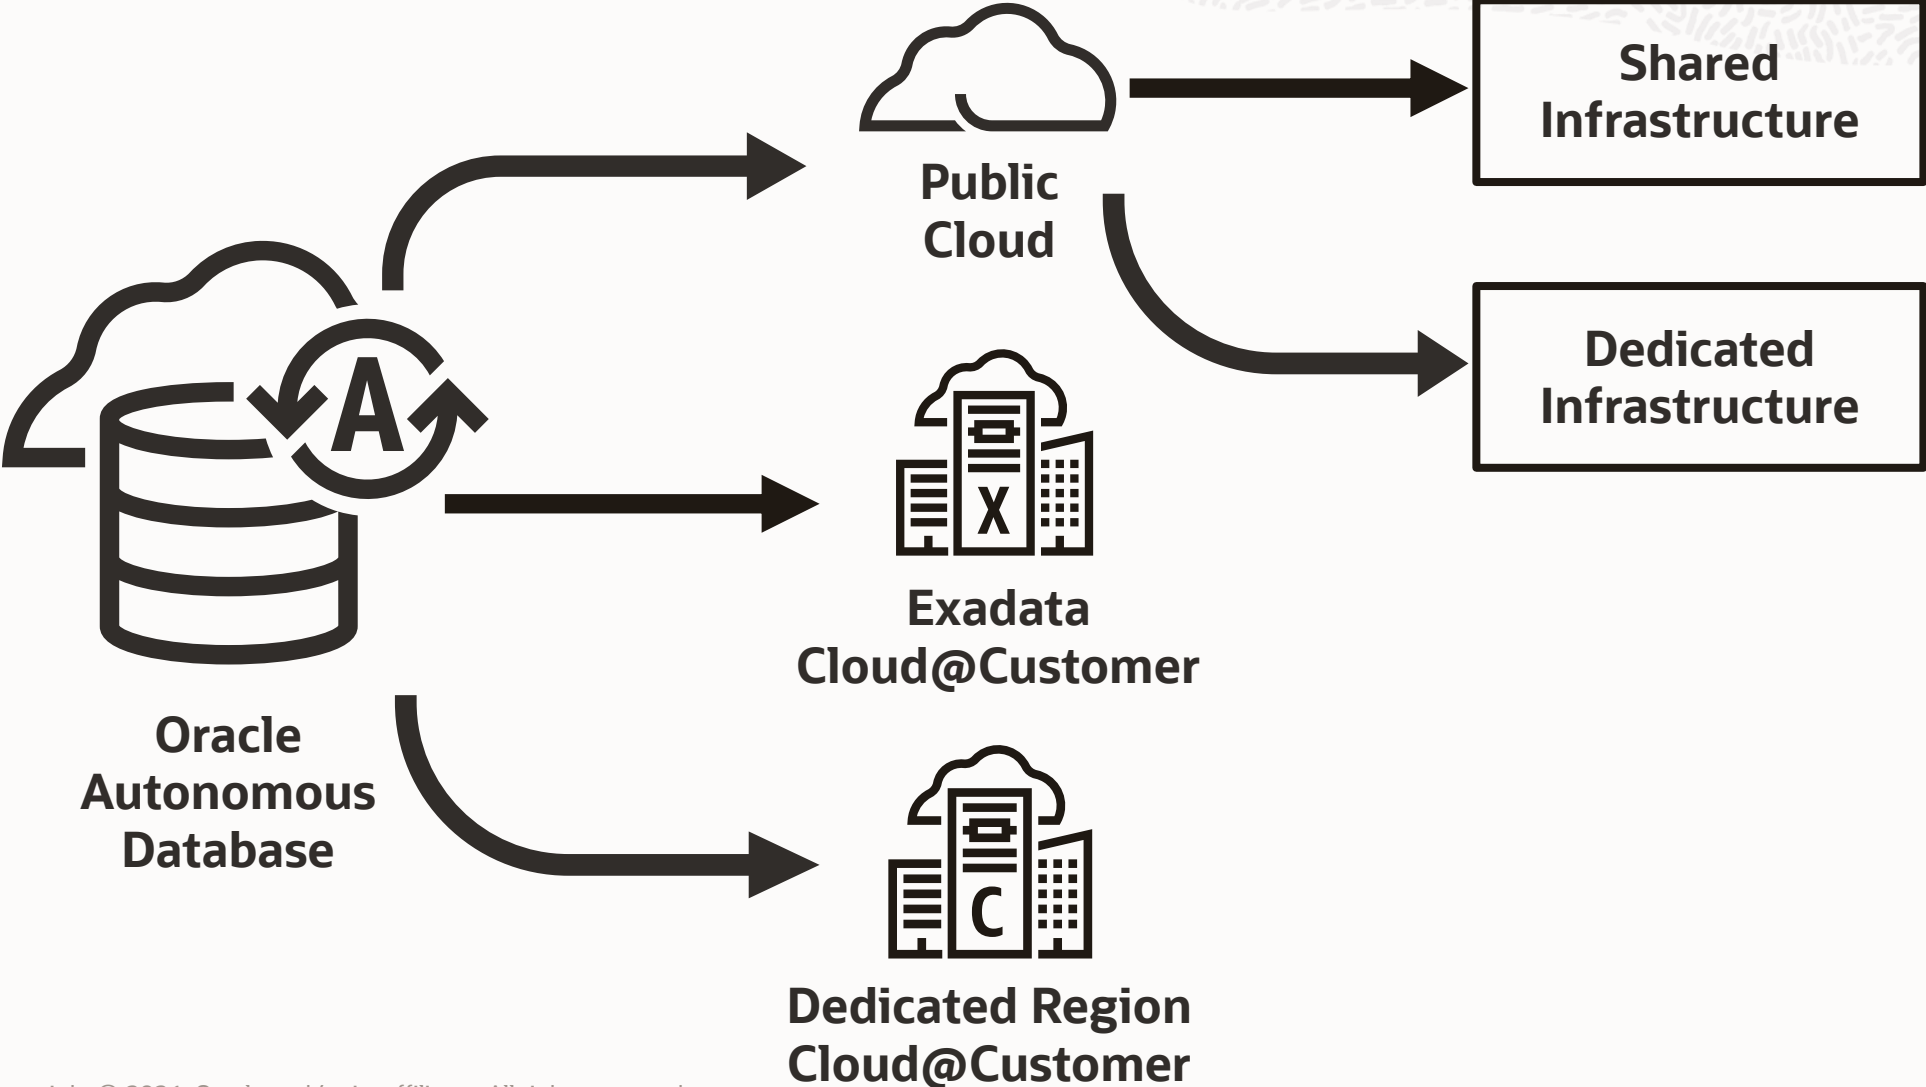 Shared
Infrastructure
Public
Cloud
Dedicated
Infrastructure
A
X
Exadata
Cloud@Customer
Oracle
Autonomous
Database
C
Dedicated Region
Cloud@Customer